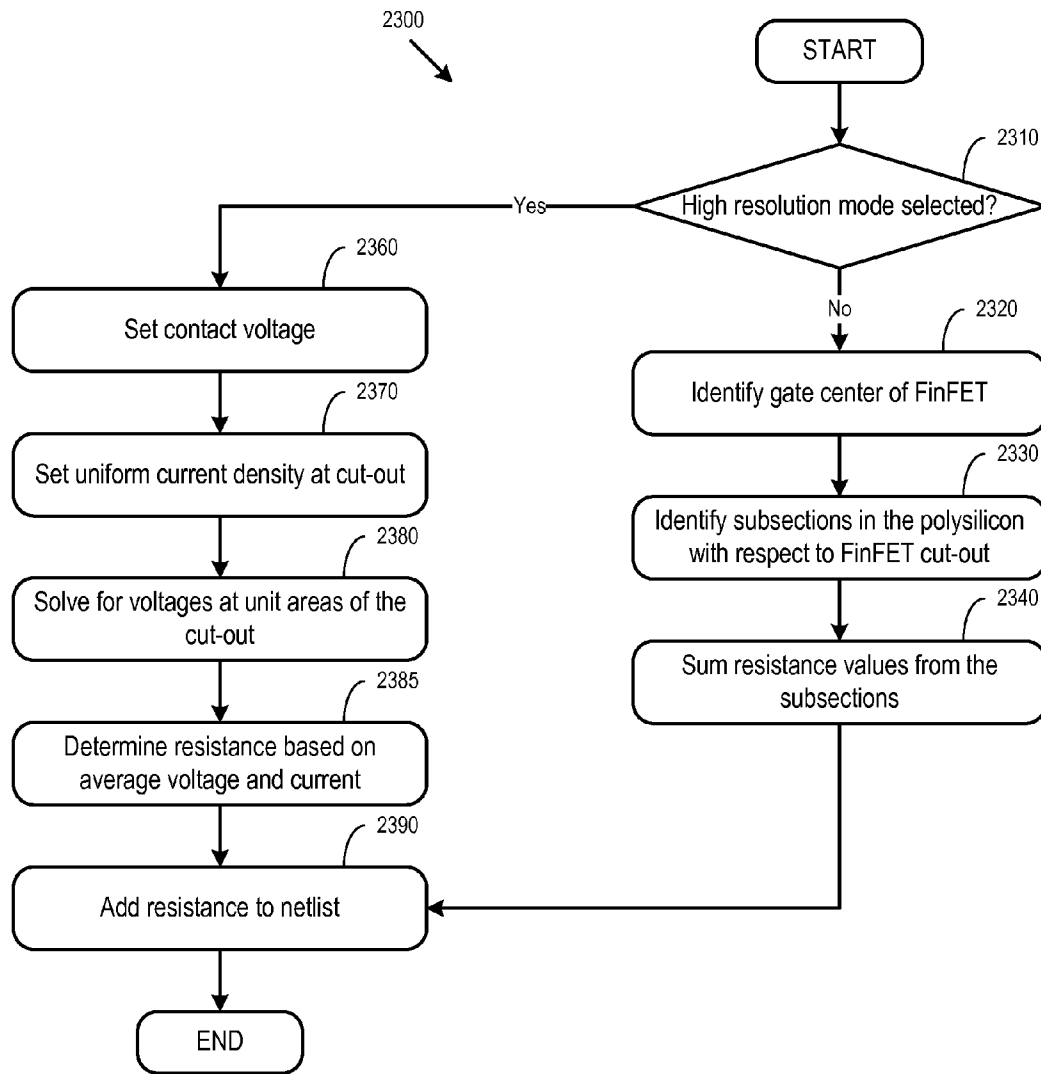 2300
START
2310
High resolution mode selected?
Yes
No
2360
Set contact voltage
2370
Set uniform current density at cut-out
2380
Solve for voltages at unit areas of the
cut-out
2385
Determine resistance based on
average voltage and current
2390
Add resistance to netlist
END
2320
Identify gate center of FinFET
2330
Identify subsections in the polysilicon
with respect to FinFET cut-out
2340
Sum resistance values from the
subsections